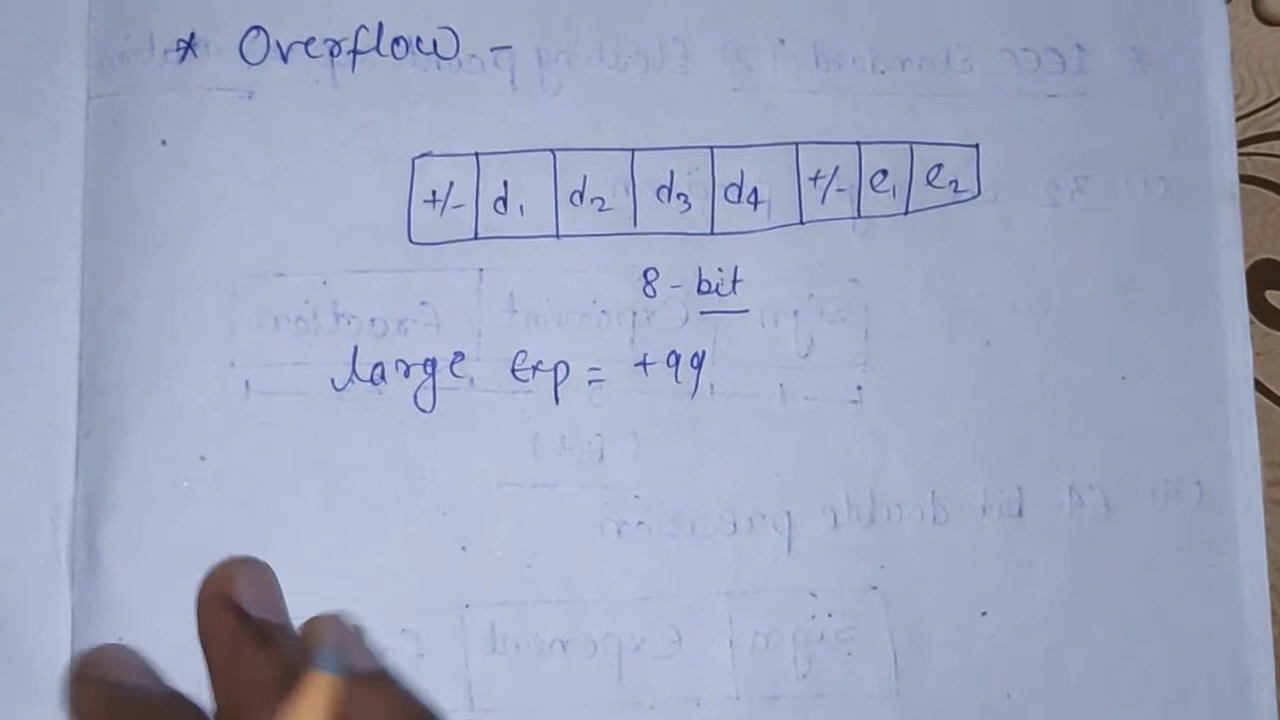 * Overflow -
+/- d1 d2 d3 d4 +/- e1 e2
8-bit
large Exp = +99